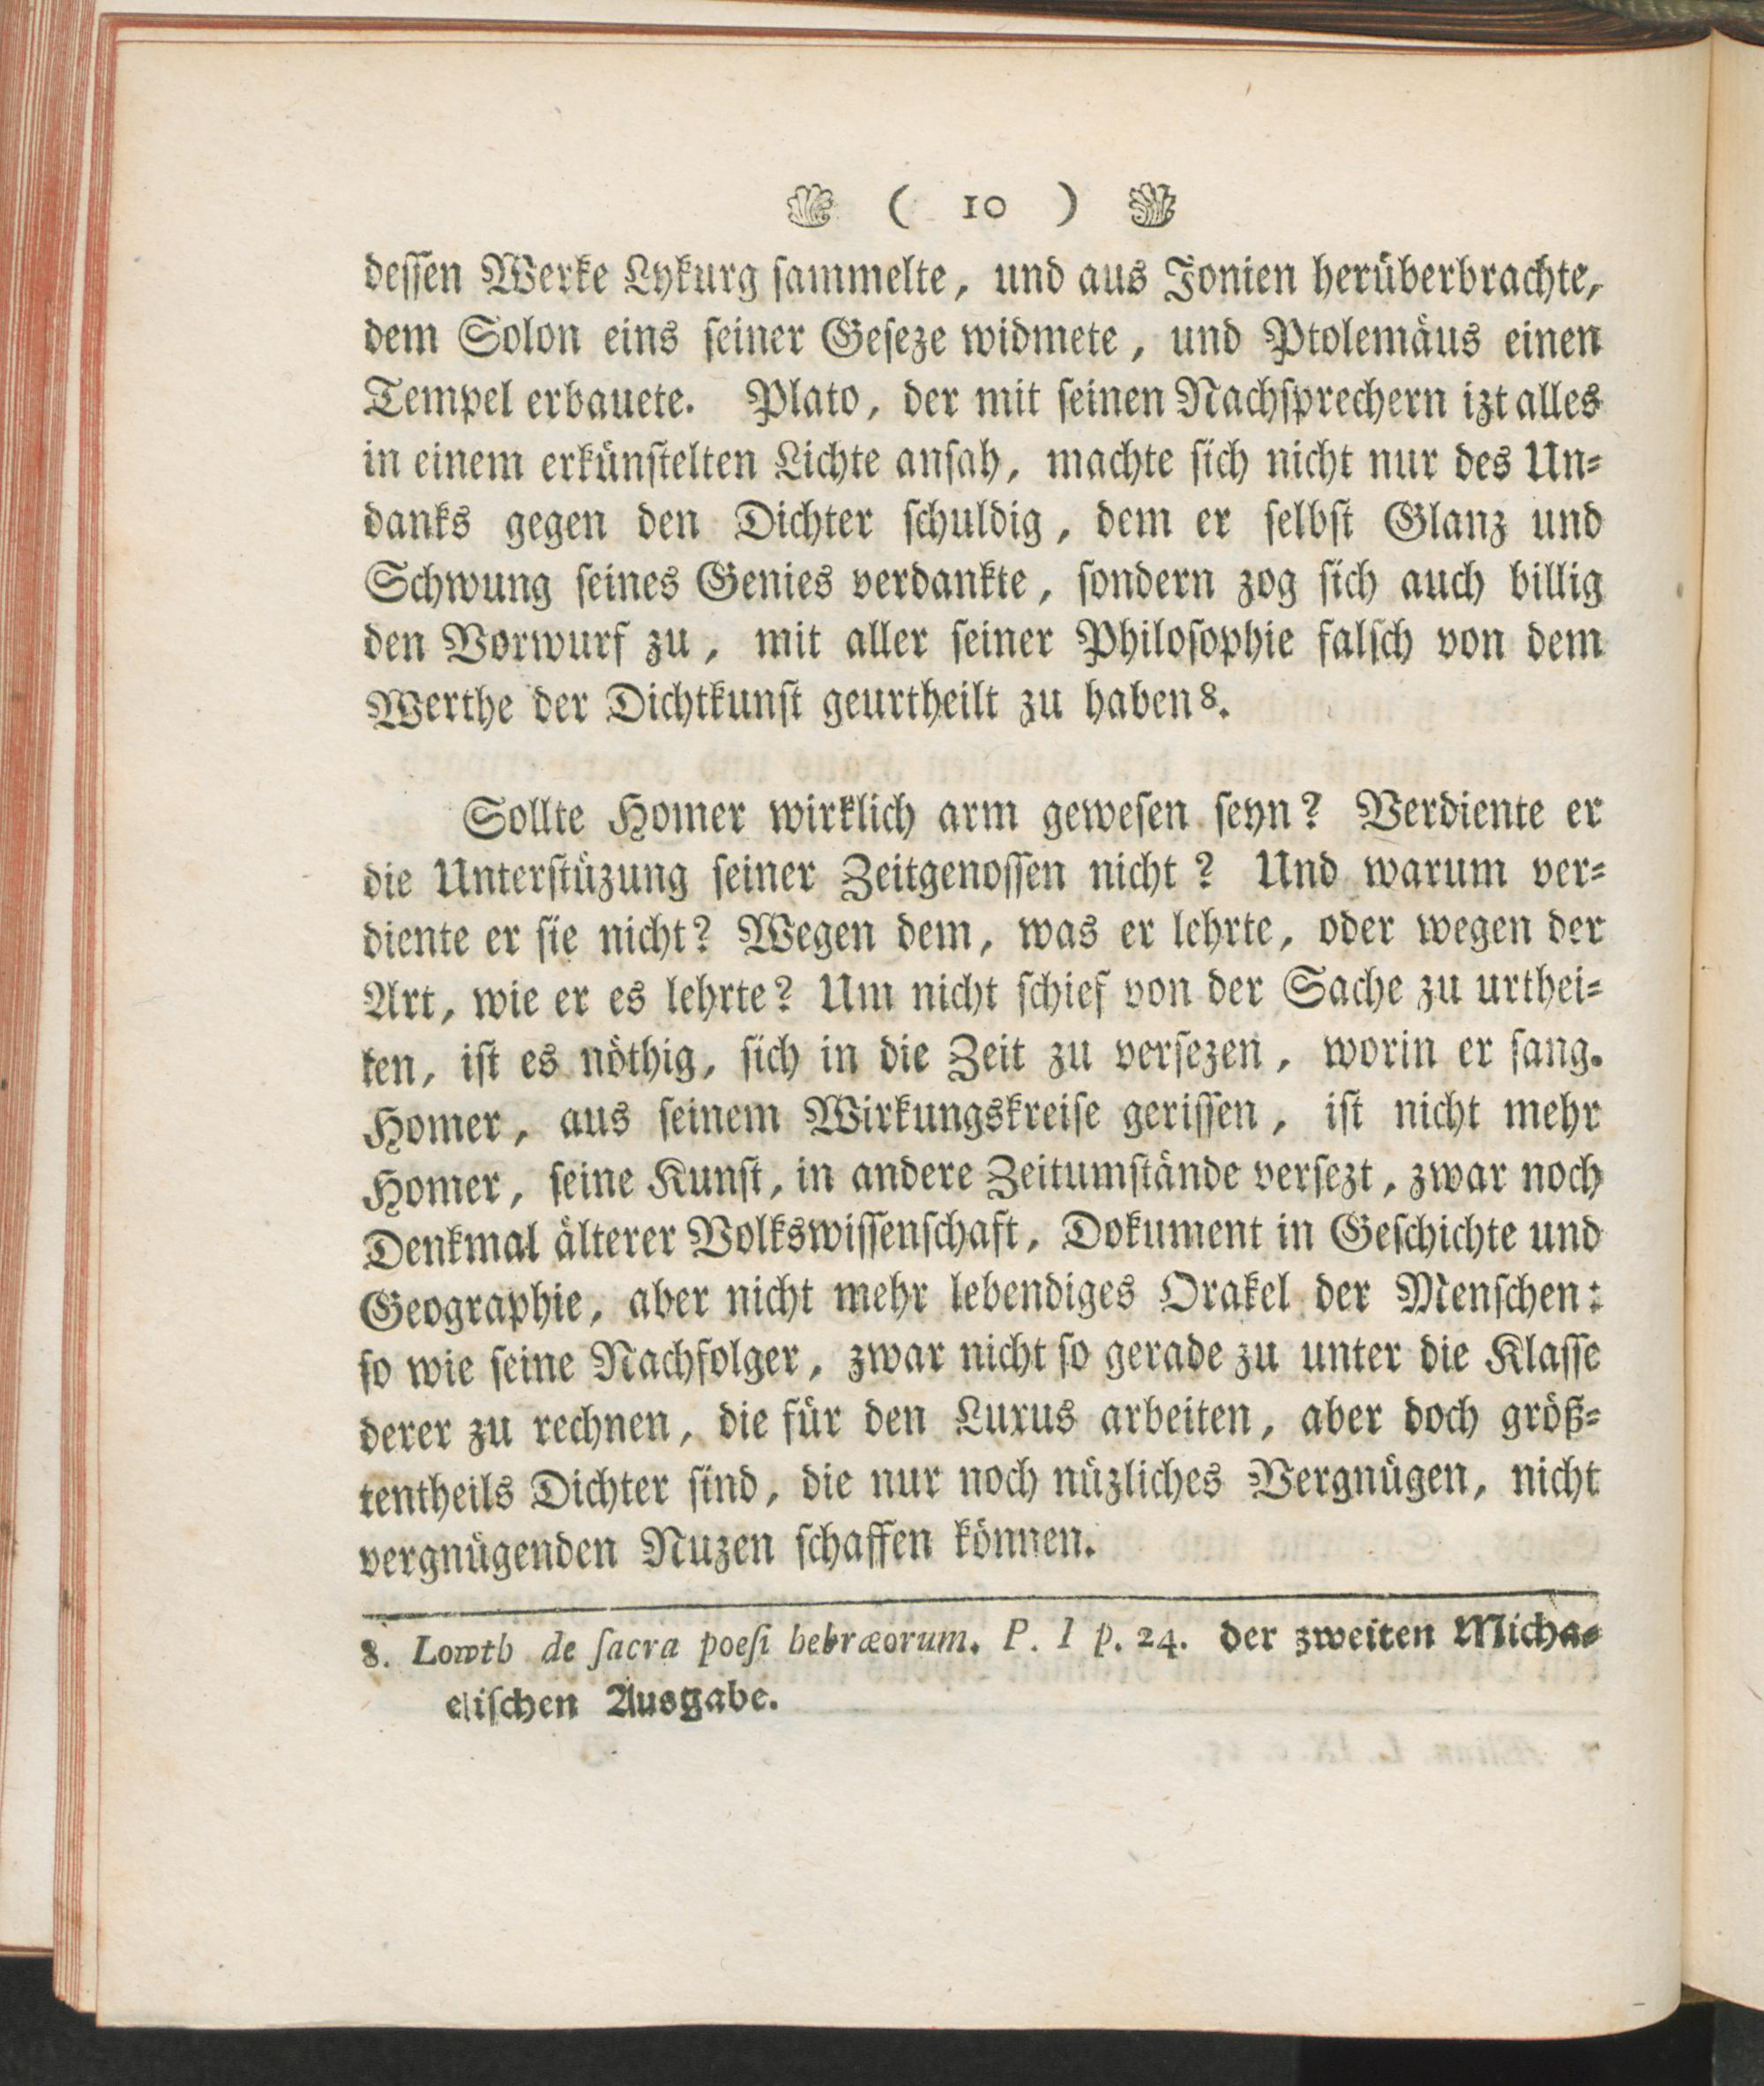 ( 10 )
dessen Werke Lykurg sammelte, und aus Jonien herüberbrachte,
dem Solon eins seiner Geseze widmete, und Ptolemäus einen
Tempel erbauete. Plato, der mit seinen Nachsprechern izt alles
in einem erkünstelten Lichte ansah, machte sich nicht nur des Un-
danks gegen den Dichter schuldig, dem er selbst Glanz und
Schwung seines Genies verdankte, sondern zog sich auch billig
den Vorwurf zu, mit aller seiner Philosophie falsch von dem
Werthe der Dichtkunst geurtheilt zu haben 8.
Sollte Homer wirklich arm gewesen seyn? Verdiente er
die Unterstüzung seiner Zeitgenossen nicht? Und warum ver-
diente er sie nicht? Wegen dem, was er lehrte, oder wegen der
Art, wie er es lehrte? Um nicht schief von der Sache zu urthei-
len, ist es nöthig, sich in die Zeit zu versezen, worin er sang.
Homer, aus seinem Wirkungskreise gerissen, ist nicht mehr
Homer, seine Kunst, in andere Zeitumstände versezt, zwar noch
Denkmal älterer Volkswissenschaft, Dokument in Geschichte und
Geographie, aber nicht mehr lebendiges Orakel der Menschen:
so wie seine Nachfolger, zwar nicht so gerade zu unter die Klasse
derer zu rechnen, die für den Luxus arbeiten, aber doch größ-
tentheils Dichter sind, die nur noch nüzliches Vergnügen, nicht
vergnügenden Nuzen schaffen können.
8. Lowth de sacra poesi hebræorum. P. I p. 24. der zweiten Micha-
elischen Ausgabe.